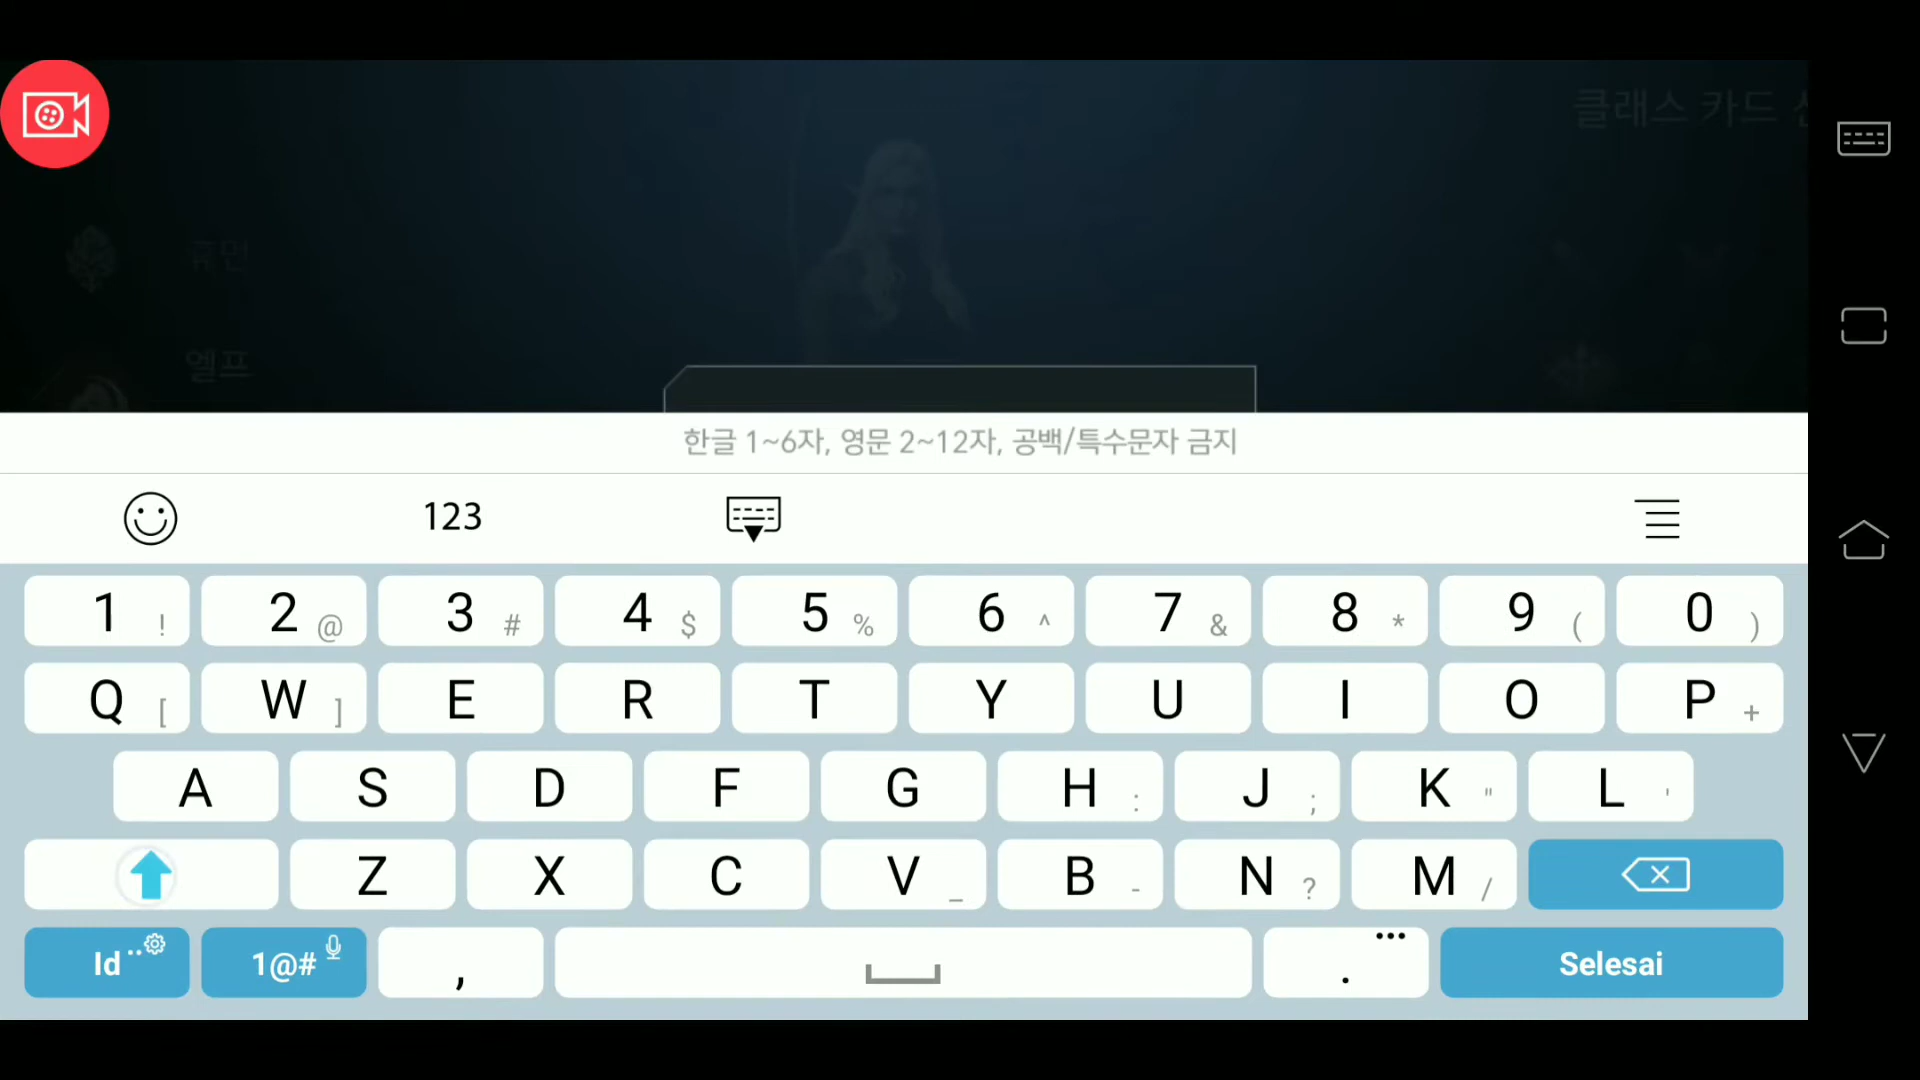 클래스 카드
휴먼
엘프
한글 1~6자, 영문 2~12자, 공백/특수문자 금지
123
1 ! 2 @ 3 # 4 $ 5 % 6 ^ 7 & 8 * 9 ( 0 )
Q [ W ] E R T Y U I O P +
A S D F G H : J ; K " L '
Z X C V _ B - N ? M /
Id 1@# , . Selesai